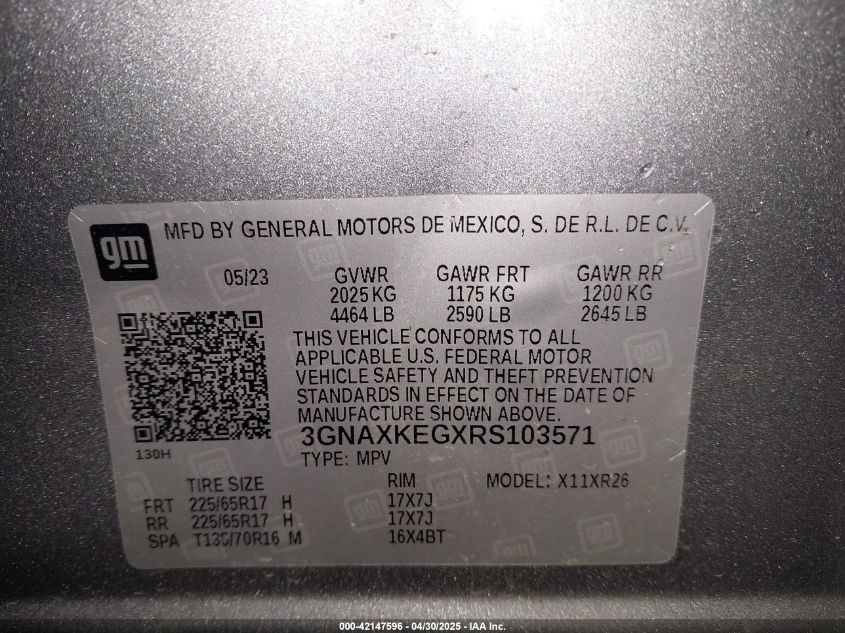 gm MFD BY GENERAL MOTORS DE MEXICO, S. DE R.L. DE C.V.
05/23 GVWR GAWR FRT GAWR RR
2025 KG 1175 KG 1200 KG
4464 LB 2590 LB 2645 LB
THIS VEHICLE CONFORMS TO ALL
APPLICABLE U.S. FEDERAL MOTOR
VEHICLE SAFETY AND THEFT PREVENTION
STANDARDS IN EFFECT ON THE DATE OF
MANUFACTURE SHOWN ABOVE.
3GNAXKEGXRS103571
130H
TYPE: MPV
TIRE SIZE RIM MODEL: X11XR26
FRT 225/65R17 H 17X7J
RR 225/65R17 H 17X7J
SPA T135/70R16 M 16X4BT
000-42147596 - 04/30/2025 - IAA Inc.